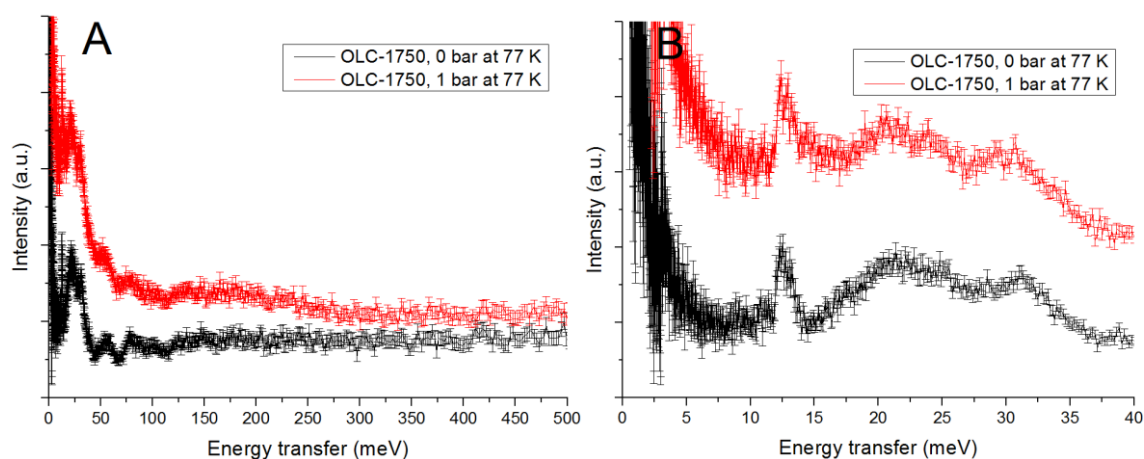 A
OLC-1750, 0 bar at 77 K
OLC-1750, 1 bar at 77 K
Intensity (a.u.)
0 50 100 150 200 250 300 350 400 450 500
Energy transfer (meV)
B
OLC-1750, 0 bar at 77 K
OLC-1750, 1 bar at 77 K
Intensity (a.u.)
0 5 10 15 20 25 30 35 40
Energy transfer (meV)